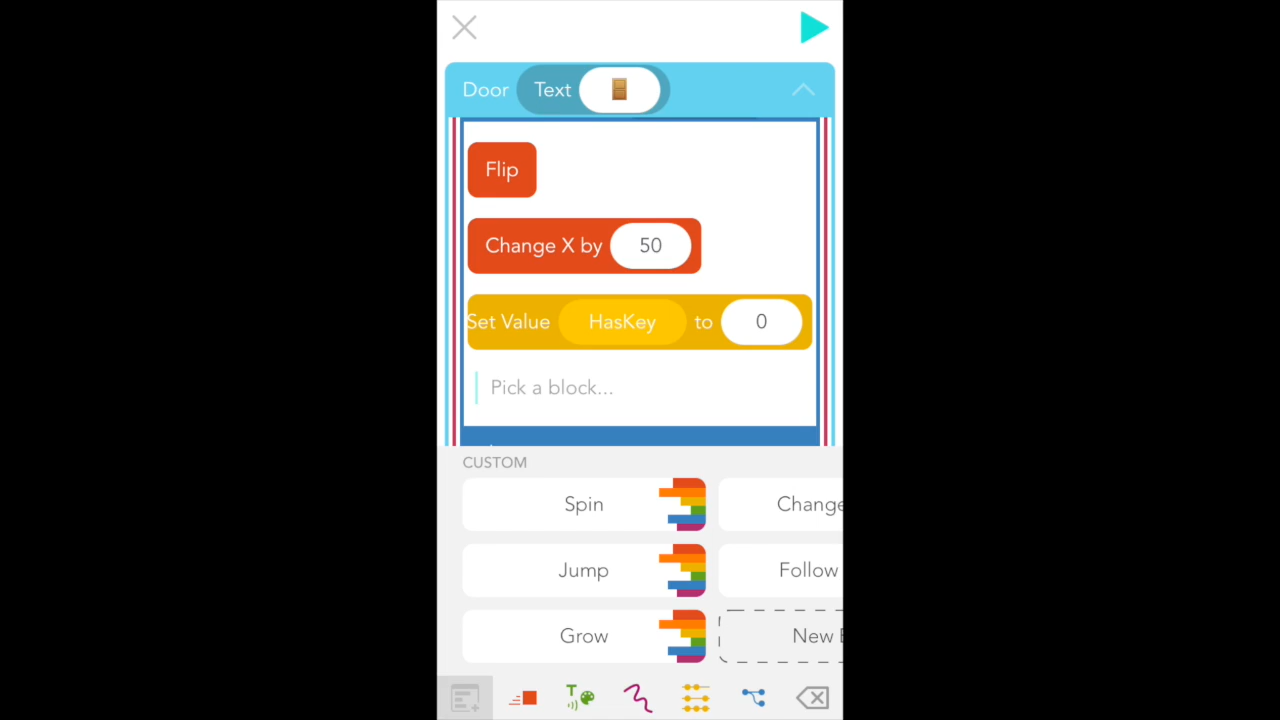 Door Text
Flip
Change X by 50
Set Value HasKey to 0
Pick a block...
CUSTOM
Spin Change
Jump Follow
Grow New
T